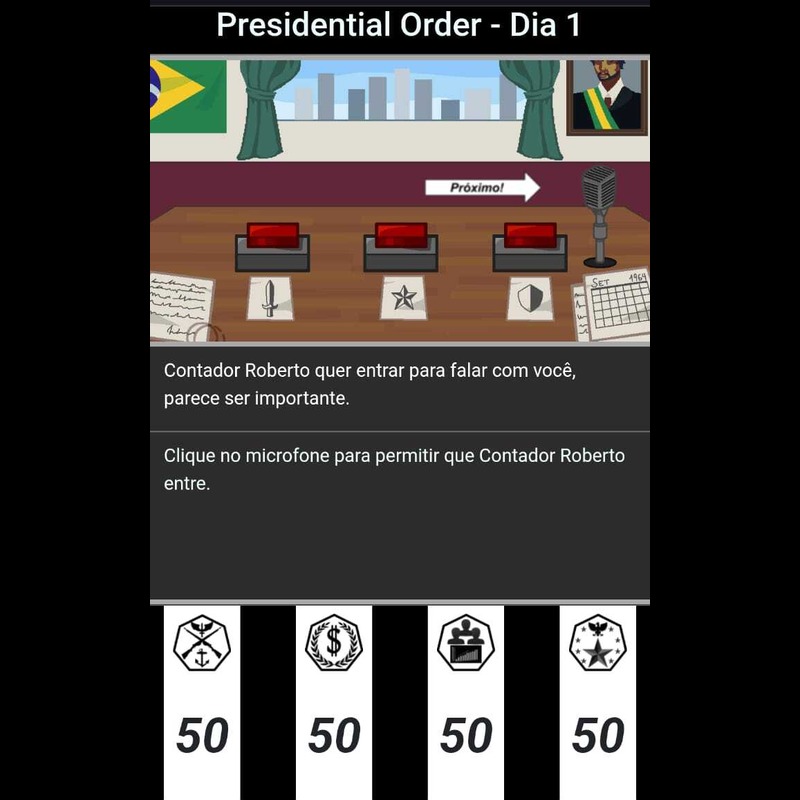 Presidential Order - Dia 1
Próximo!
SET 1964
Contador Roberto quer entrar para falar com você,
parece ser importante.
Clique no microfone para permitir que Contador Roberto
entre.
50 50 50 50